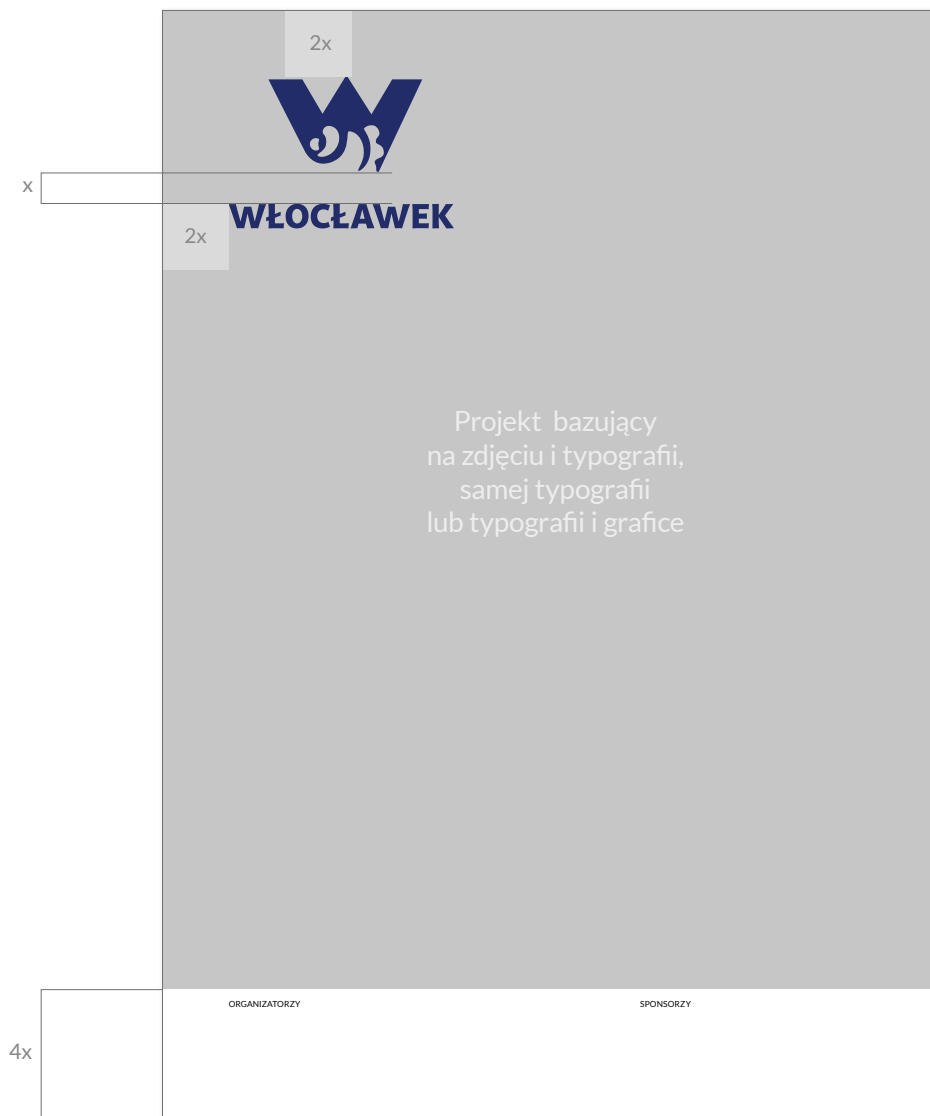 2x
x
WŁOCŁAWEK
2x
Projekt bazujący
na zdjęciu i typografii,
samej typografii
lub typografii i grafice
ORGANIZATORZY
SPONSORZY
4x